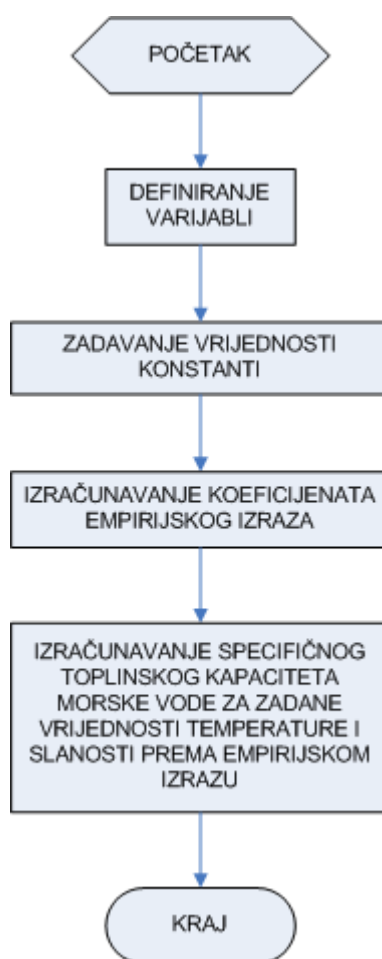 POČETAK
DEFINIRANJE
VARIJABLI
ZADAVANJE VRIJEDNOSTI
KONSTANTI
IZRAČUNAVANJE KOEFICIJENATA
EMPIRIJSKOG IZRAZA
IZRAČUNAVANJE SPECIFIČNOG
TOPLINSKOG KAPACITETA
MORSKE VODE ZA ZADANE
VRIJEDNOSTI TEMPERATURE I
SLANOSTI PREMA EMPIRIJSKOM
IZRAZU
KRAJ